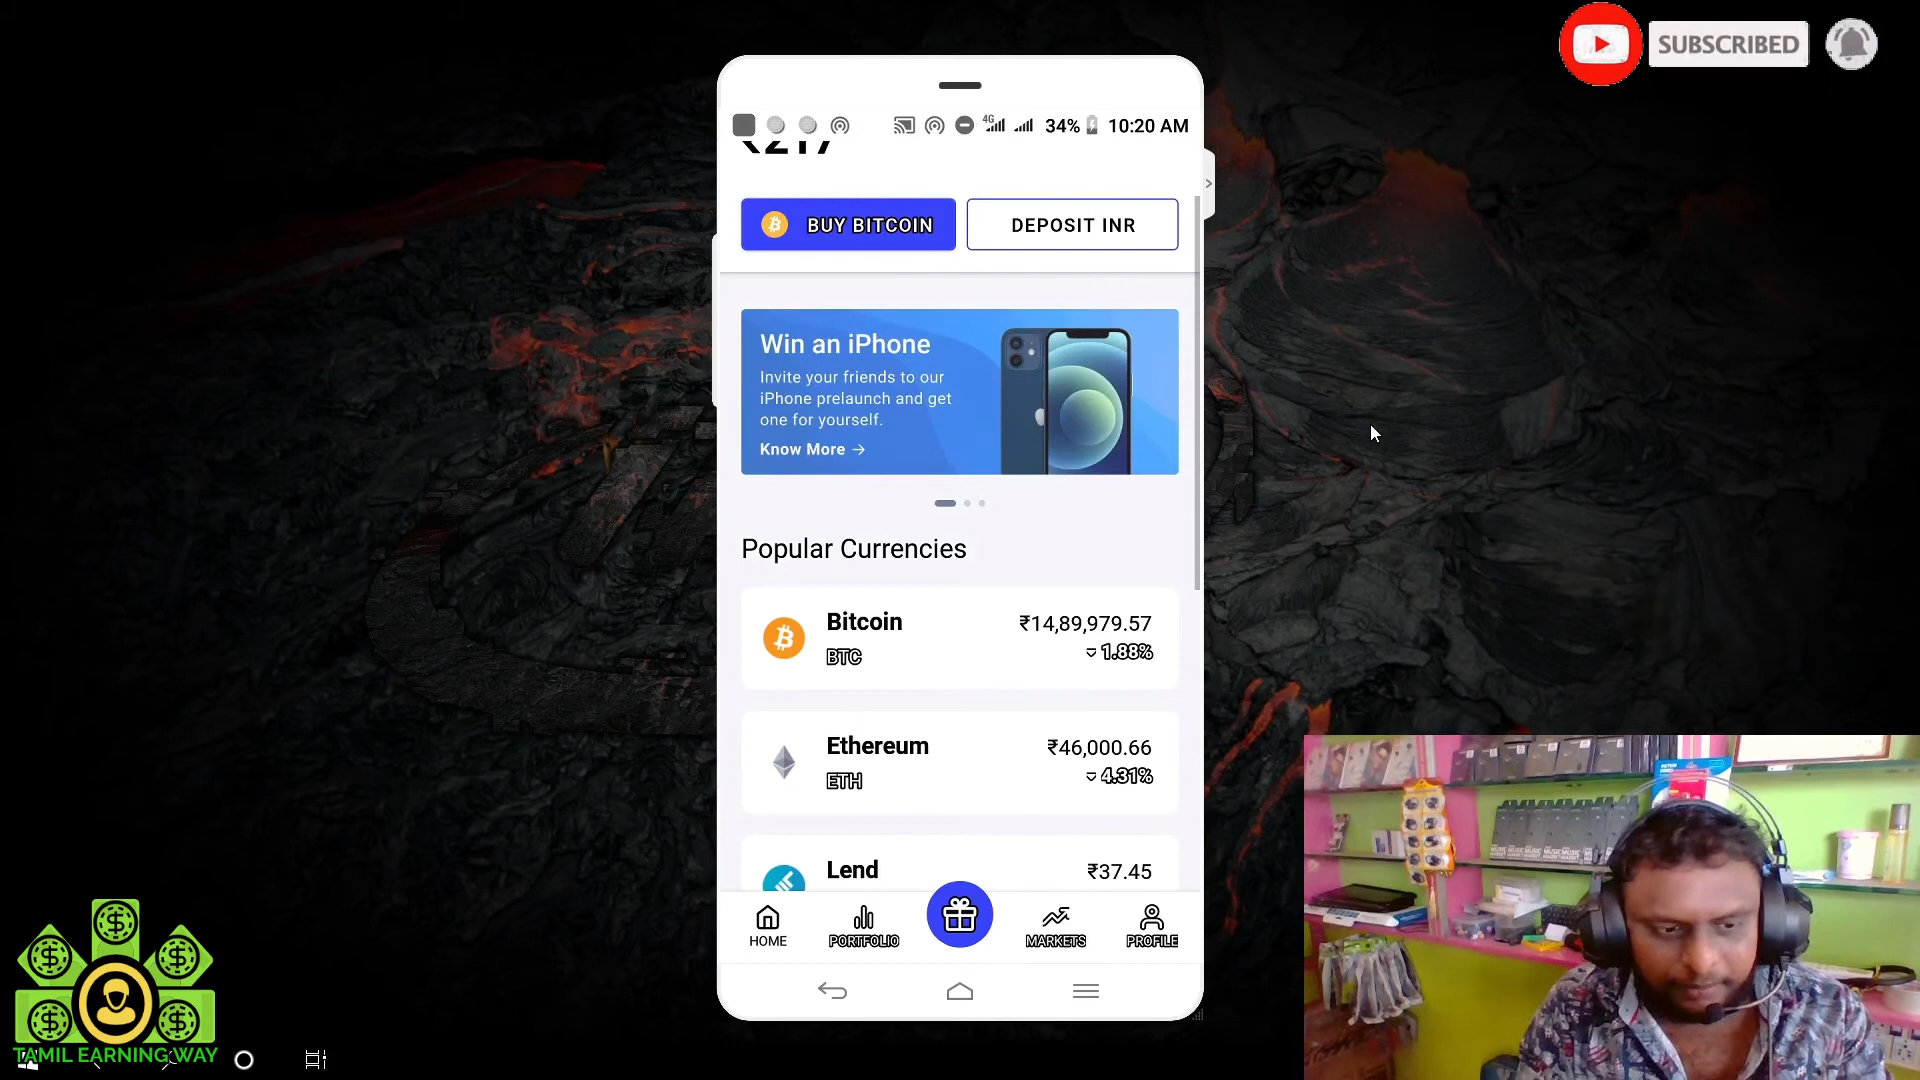 SUBSCRIBED
4G
34%
10:20 AM
₹217
BUY BITCOIN
DEPOSIT INR
Win an iPhone
Invite your friends to our
iPhone prelaunch and get
one for yourself.
Know More →
Popular Currencies
Bitcoin
₹14,89,979.57
BTC
1.88%
Ethereum
₹46,000.66
ETH
4.31%
Lend
₹37.45
HOME
PORTFOLIO
MARKETS
PROFILE
TAMIL EARNING WAY